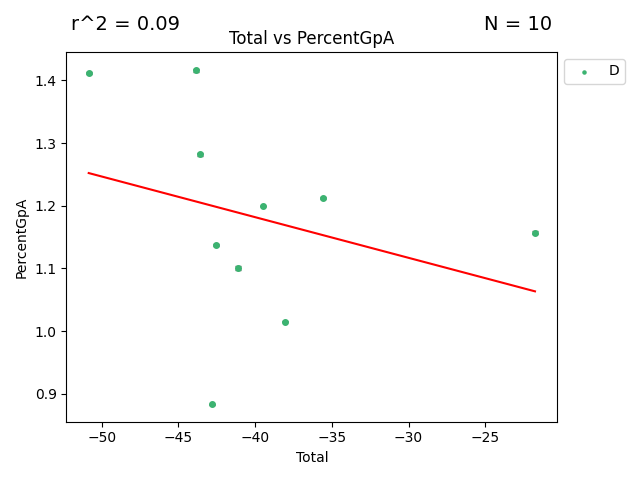 r^2 = 0.09
N = 10
Total vs PercentGpA
D
1.4
1.3
1.2
1.1
1.0
0.9
PercentGpA
−50
−45
−40
−35
−30
−25
Total